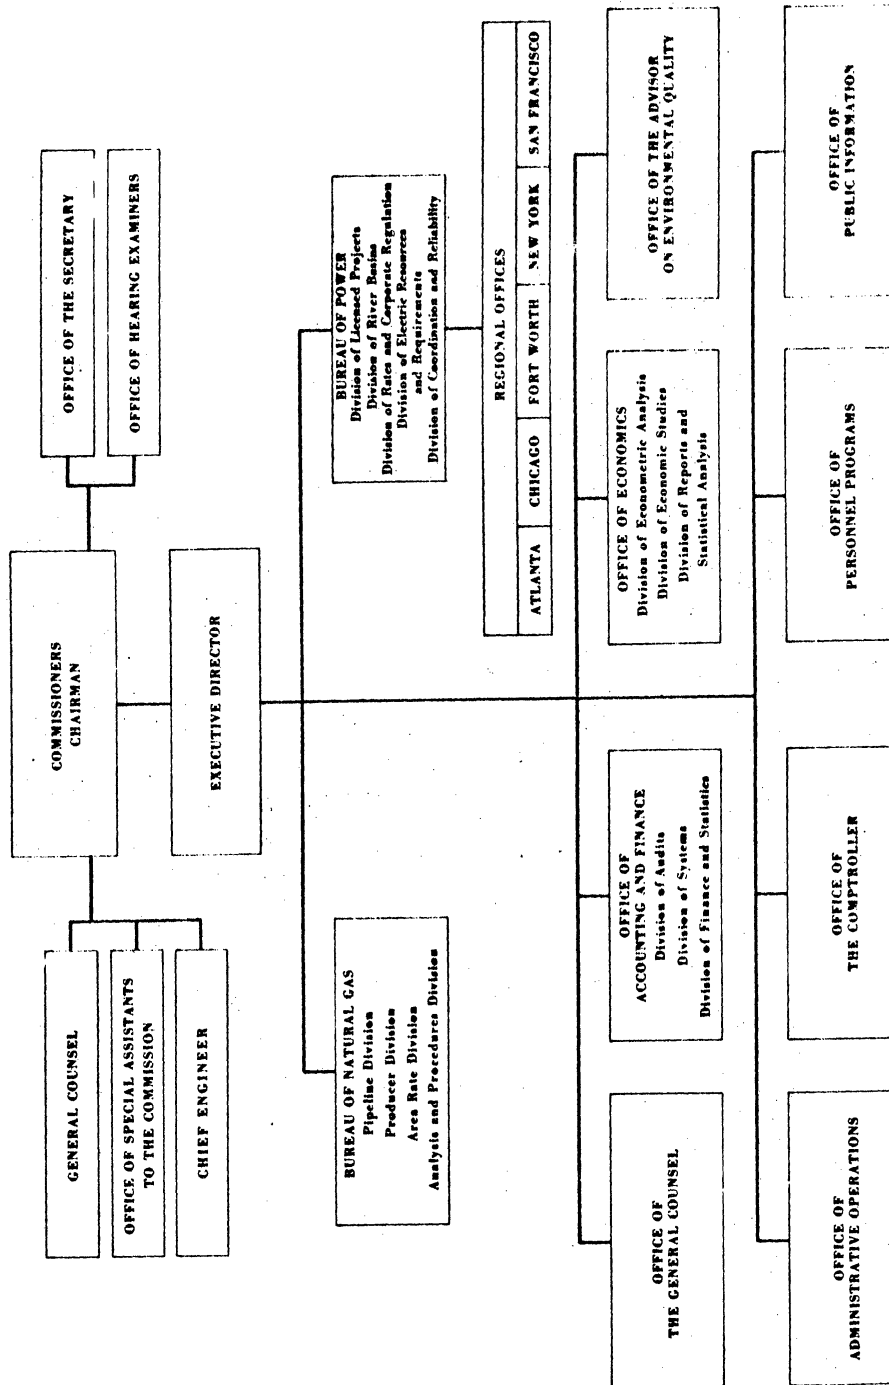 COMMISSIONERS
CHAIRMAN
GENERAL COUNSEL
OFFICE OF SPECIAL ASSISTANTS
TO THE COMMISSION
CHIEF ENGINEER
OFFICE OF THE SECRETARY
OFFICE OF HEARING EXAMINERS
EXECUTIVE DIRECTOR
BUREAU OF NATURAL GAS
Pipeline Division
Producer Division
Area Rate Division
Analysis and Procedures Division
BUREAU OF POWER
Division of Licensed Projects
Division of River Basins
Division of Rates and Corporate Regulation
Division of Electric Resources
and Requirements
Division of Coordination and Reliability
REGIONAL OFFICES
ATLANTA
CHICAGO
FORT WORTH
NEW YORK
SAN FRANCISCO
OFFICE OF
THE GENERAL COUNSEL
OFFICE OF
ACCOUNTING AND FINANCE
Division of Audits
Division of Systems
Division of Finance and Statistics
OFFICE OF ECONOMICS
Division of Econometric Analysis
Division of Economic Studies
Division of Reports and
Statistical Analysis
OFFICE OF THE ADVISOR
ON ENVIRONMENTAL QUALITY
OFFICE OF
ADMINISTRATIVE OPERATIONS
OFFICE OF
THE COMPTROLLER
OFFICE OF
PERSONNEL PROGRAMS
OFFICE OF
PUBLIC INFORMATION